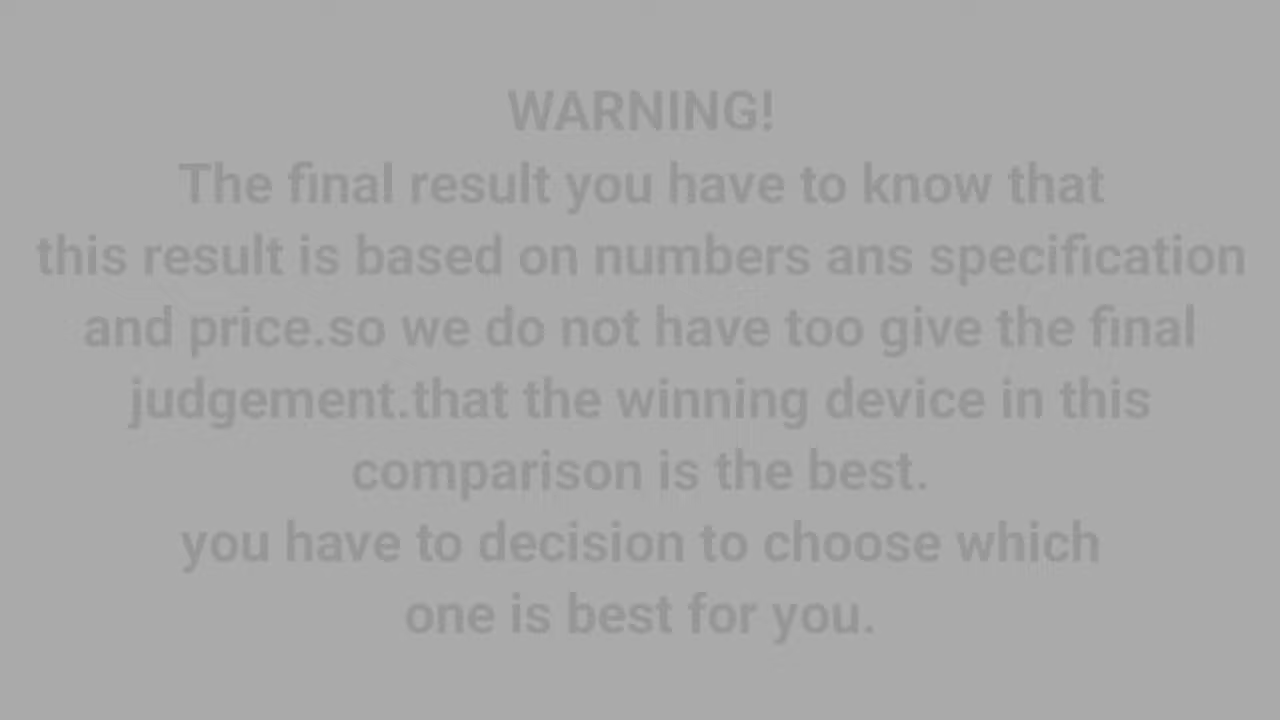 WARNING!
The final result you have to know that
this result is based on numbers ans specification
and price.so we do not have too give the final
judgement.that the winning device in this
comparison is the best.
you have to decision to choose which
one is best for you.